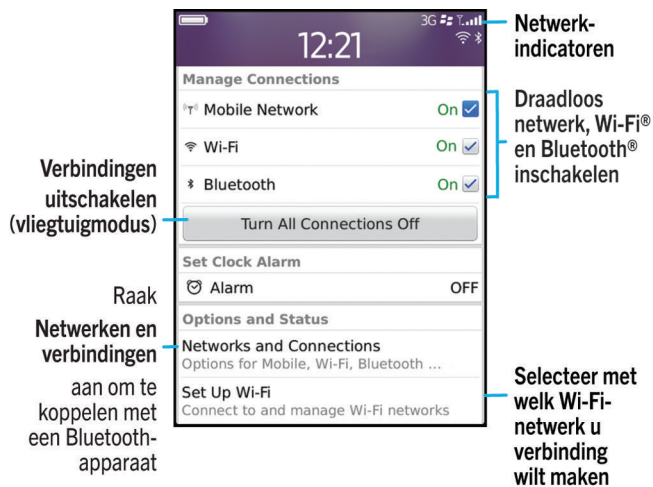 3G
12:21
Netwerk-
indicatoren
Manage Connections
Mobile Network On
Wi-Fi On
Bluetooth On
Turn All Connections Off
Draadloos
netwerk, Wi-Fi®
en Bluetooth®
inschakelen
Verbindingen
uitschakelen
(vliegtuigmodus)
Set Clock Alarm
Alarm OFF
Options and Status
Networks and Connections
Options for Mobile, Wi-Fi, Bluetooth ...
Set Up Wi-Fi
Connect to and manage Wi-Fi networks
Raak
Netwerken en
verbindingen
aan om te
koppelen met
een Bluetooth-
apparaat
Selecteer met
welk Wi-Fi-
netwerk u
verbinding
wilt maken